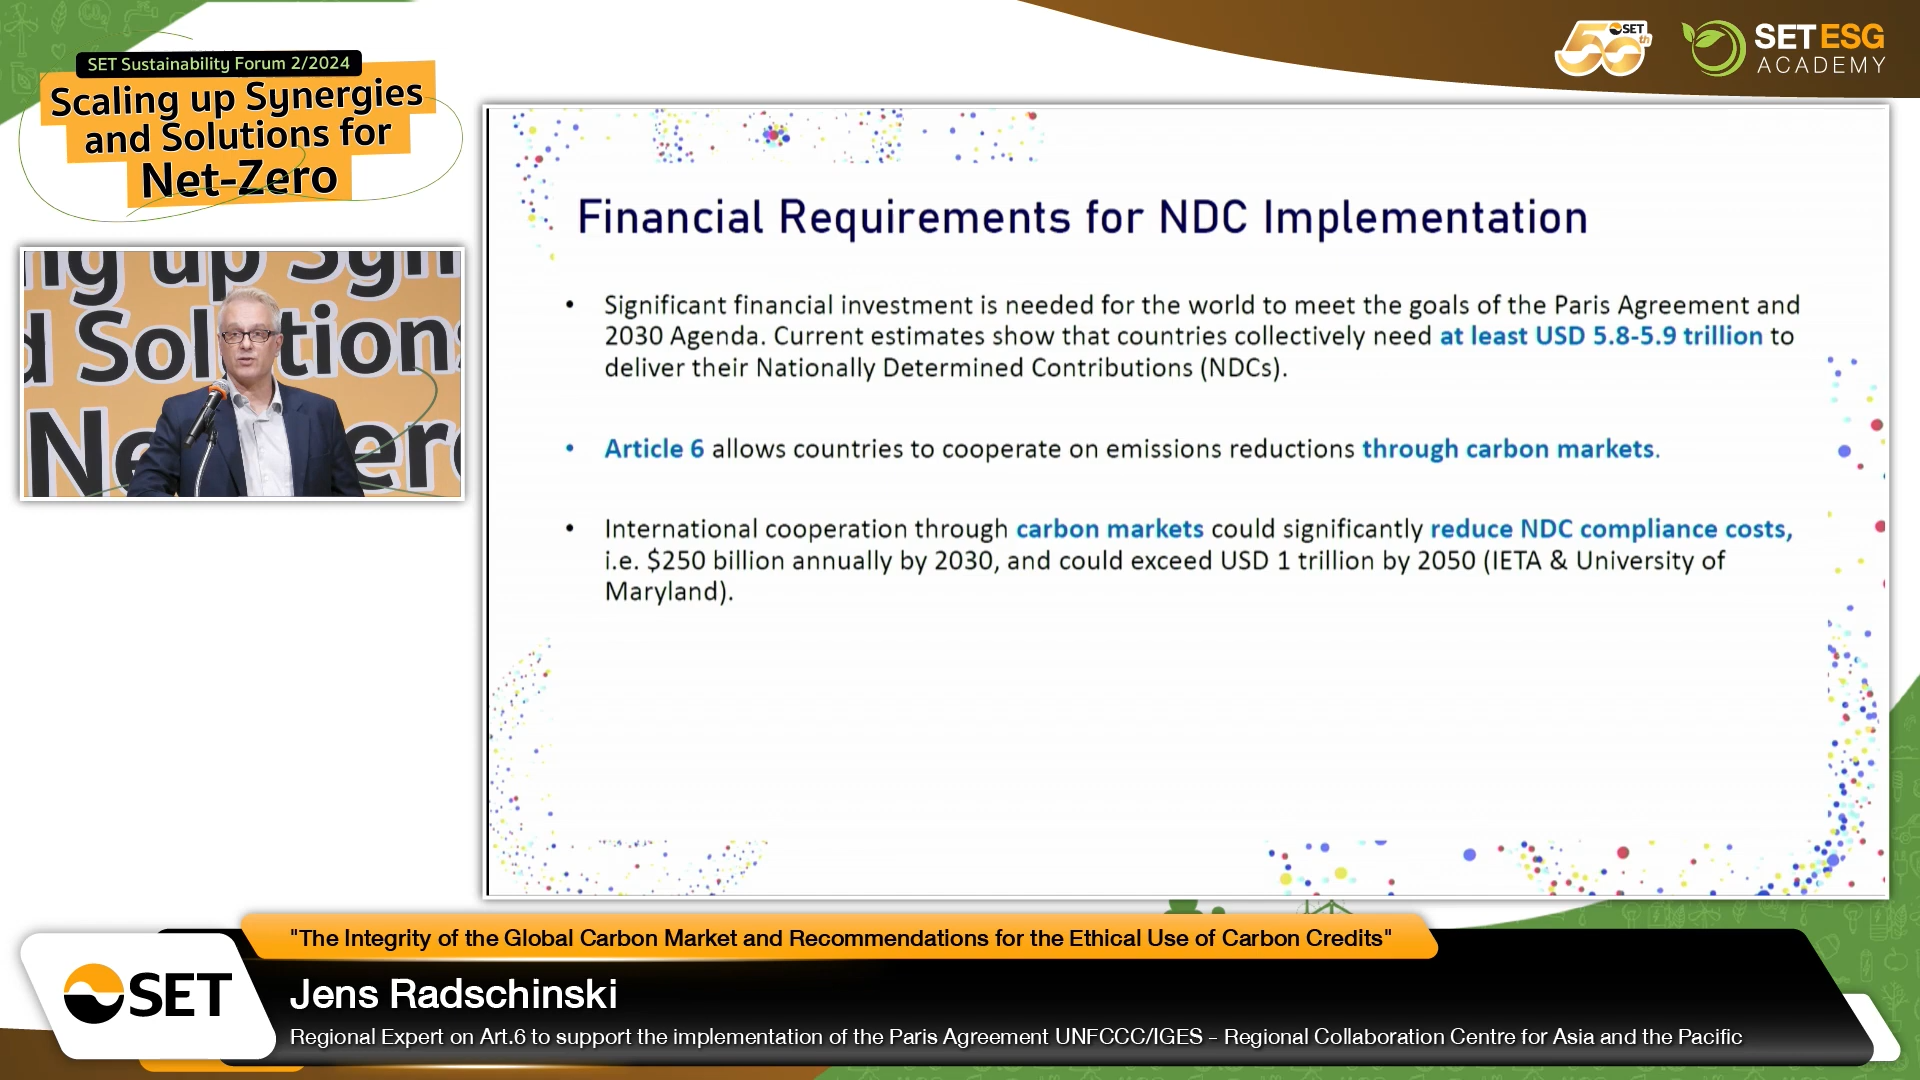 SET Sustainability Forum 2/2024
Scaling up Synergies
and Solutions for
Net-Zero
50th
SET
SET ESG
ACADEMY
ng up Syn
d Solutions
Ne er
Financial Requirements for NDC Implementation
• Significant financial investment is needed for the world to meet the goals of the Paris Agreement and
2030 Agenda. Current estimates show that countries collectively need at least USD 5.8-5.9 trillion to
deliver their Nationally Determined Contributions (NDCs).
• Article 6 allows countries to cooperate on emissions reductions through carbon markets.
• International cooperation through carbon markets could significantly reduce NDC compliance costs,
i.e. $250 billion annually by 2030, and could exceed USD 1 trillion by 2050 (IETA & University of
Maryland).
"The Integrity of the Global Carbon Market and Recommendations for the Ethical Use of Carbon Credits"
SET
Jens Radschinski
Regional Expert on Art.6 to support the implementation of the Paris Agreement UNFCCC/IGES – Regional Collaboration Centre for Asia and the Pacific